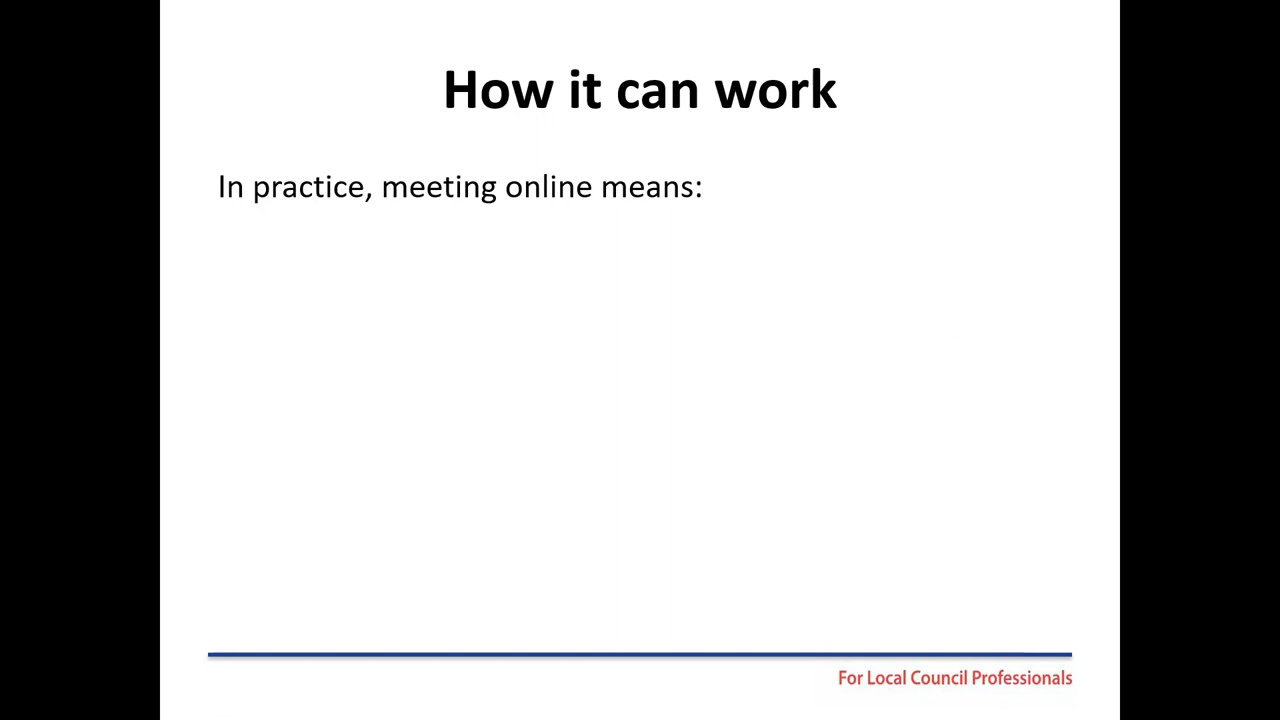 How it can work
In practice, meeting online means:
For Local Council Professionals